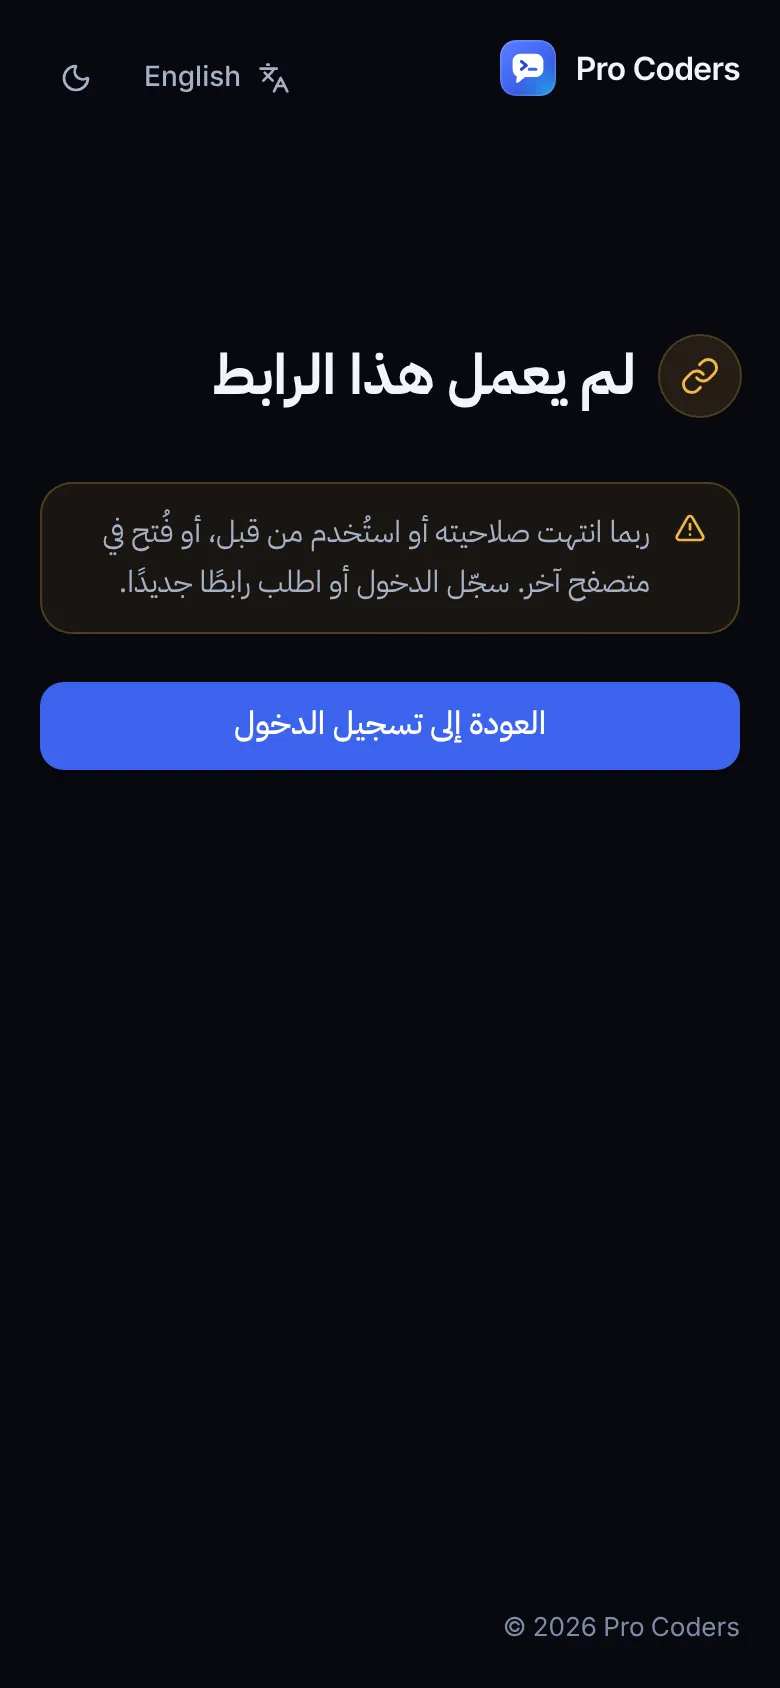 Pro Coders
English
لم يعمل هذا الرابط
ربما انتهت صلاحيته أو استُخدم من قبل، أو فُتح في
متصفح آخر. سجّل الدخول أو اطلب رابطًا جديدًا.
العودة إلى تسجيل الدخول
© 2026 Pro Coders